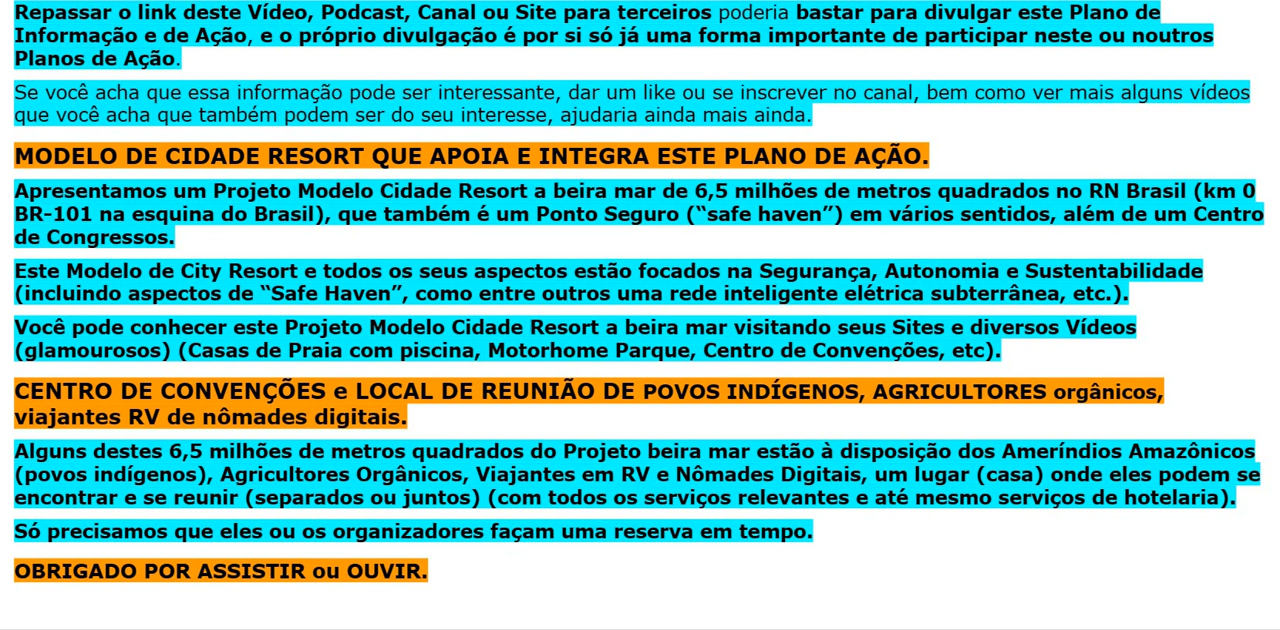 Repassar o link deste Vídeo, Podcast, Canal ou Site para terceiros poderia bastar para divulgar este Plano de
Informação e de Ação, e o próprio divulgação é por si só já uma forma importante de participar neste ou noutros
Planos de Ação.
Se você acha que essa informação pode ser interessante, dar um like ou se inscrever no canal, bem como ver mais alguns vídeos
que você acha que também podem ser do seu interesse, ajudaria ainda mais ainda.
MODELO DE CIDADE RESORT QUE APOIA E INTEGRA ESTE PLANO DE AÇÃO.
Apresentamos um Projeto Modelo Cidade Resort a beira mar de 6,5 milhões de metros quadrados no RN Brasil (km 0
BR-101 na esquina do Brasil), que também é um Ponto Seguro (“safe haven”) em vários sentidos, além de um Centro
de Congressos.
Este Modelo de City Resort e todos os seus aspectos estão focados na Segurança, Autonomia e Sustentabilidade
(incluindo aspectos de “Safe Haven”, como entre outros uma rede inteligente elétrica subterrânea, etc.).
Você pode conhecer este Projeto Modelo Cidade Resort a beira mar visitando seus Sites e diversos Vídeos
(glamourosos) (Casas de Praia com piscina, Motorhome Parque, Centro de Convenções, etc).
CENTRO DE CONVENÇÕES e LOCAL DE REUNIÃO DE POVOS INDÍGENOS, AGRICULTORES orgânicos,
viajantes RV de nômades digitais.
Alguns destes 6,5 milhões de metros quadrados do Projeto beira mar estão à disposição dos Ameríndios Amazônicos
(povos indígenos), Agricultores Orgânicos, Viajantes em RV e Nômades Digitais, um lugar (casa) onde eles podem se
encontrar e se reunir (separados ou juntos) (com todos os serviços relevantes e até mesmo serviços de hotelaria).
Só precisamos que eles ou os organizadores façam uma reserva em tempo.
OBRIGADO POR ASSISTIR ou OUVIR.